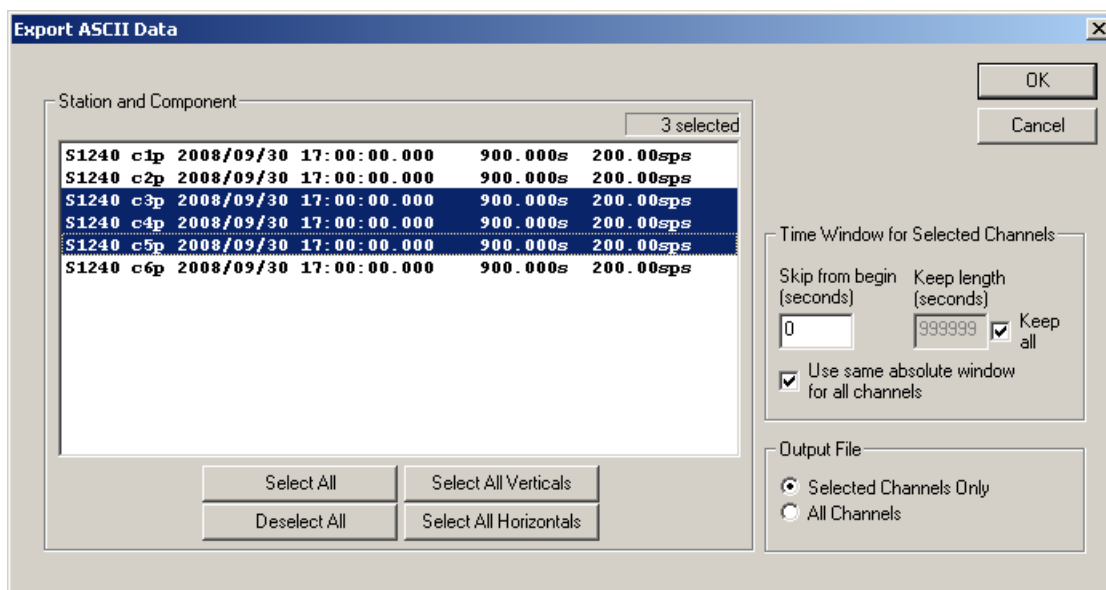 Export ASCII Data
OK
Cancel
Station and Component
3 selected
S1240 c1p 2008/09/30 17:00:00.000 900.000s 200.00sps
S1240 c2p 2008/09/30 17:00:00.000 900.000s 200.00sps
S1240 c3p 2008/09/30 17:00:00.000 900.000s 200.00sps
S1240 c4p 2008/09/30 17:00:00.000 900.000s 200.00sps
S1240 c5p 2008/09/30 17:00:00.000 900.000s 200.00sps
S1240 c6p 2008/09/30 17:00:00.000 900.000s 200.00sps
Select All
Select All Verticals
Deselect All
Select All Horizontals
Time Window for Selected Channels
Skip from begin
(seconds)
0
Keep length
(seconds)
999999
Keep
all
Use same absolute window
for all channels
Output File
Selected Channels Only
All Channels